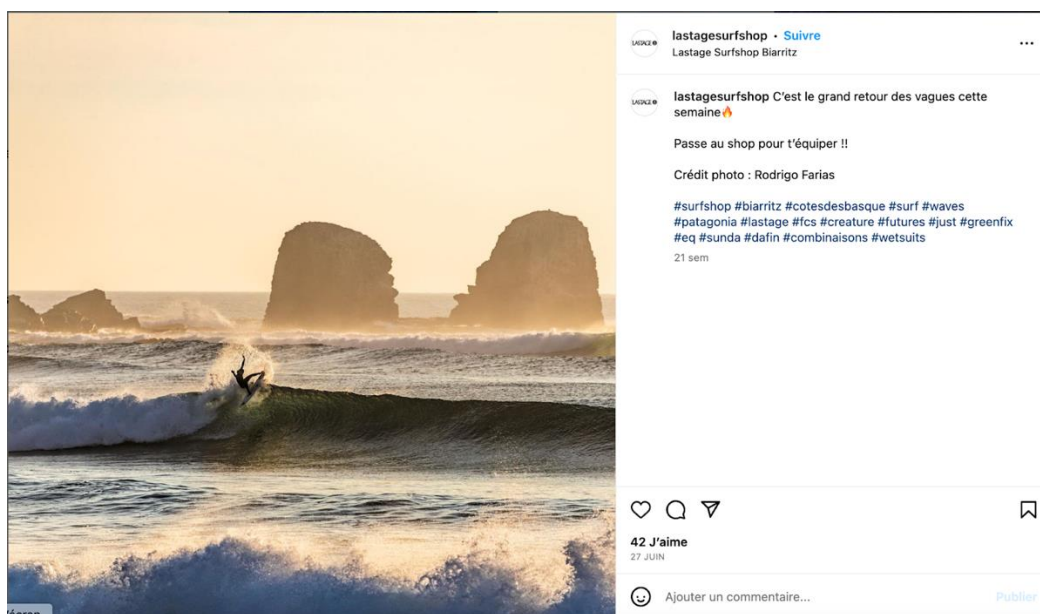 lastagesurfshop • Suivre
Lastage Surfshop Biarritz
lastagesurfshop C'est le grand retour des vagues cette
semaine🔥
Passe au shop pour t'équiper !!
Crédit photo : Rodrigo Farias
#surfshop #biarritz #cotesdesbasque #surf #waves
#patagonia #lastage #fcs #creature #futures #just #greenfix
#eq #sunda #dafin #combinaisons #wetsuits
21 sem
42 J'aime
27 JUIN
Ajouter un commentaire...
Publier